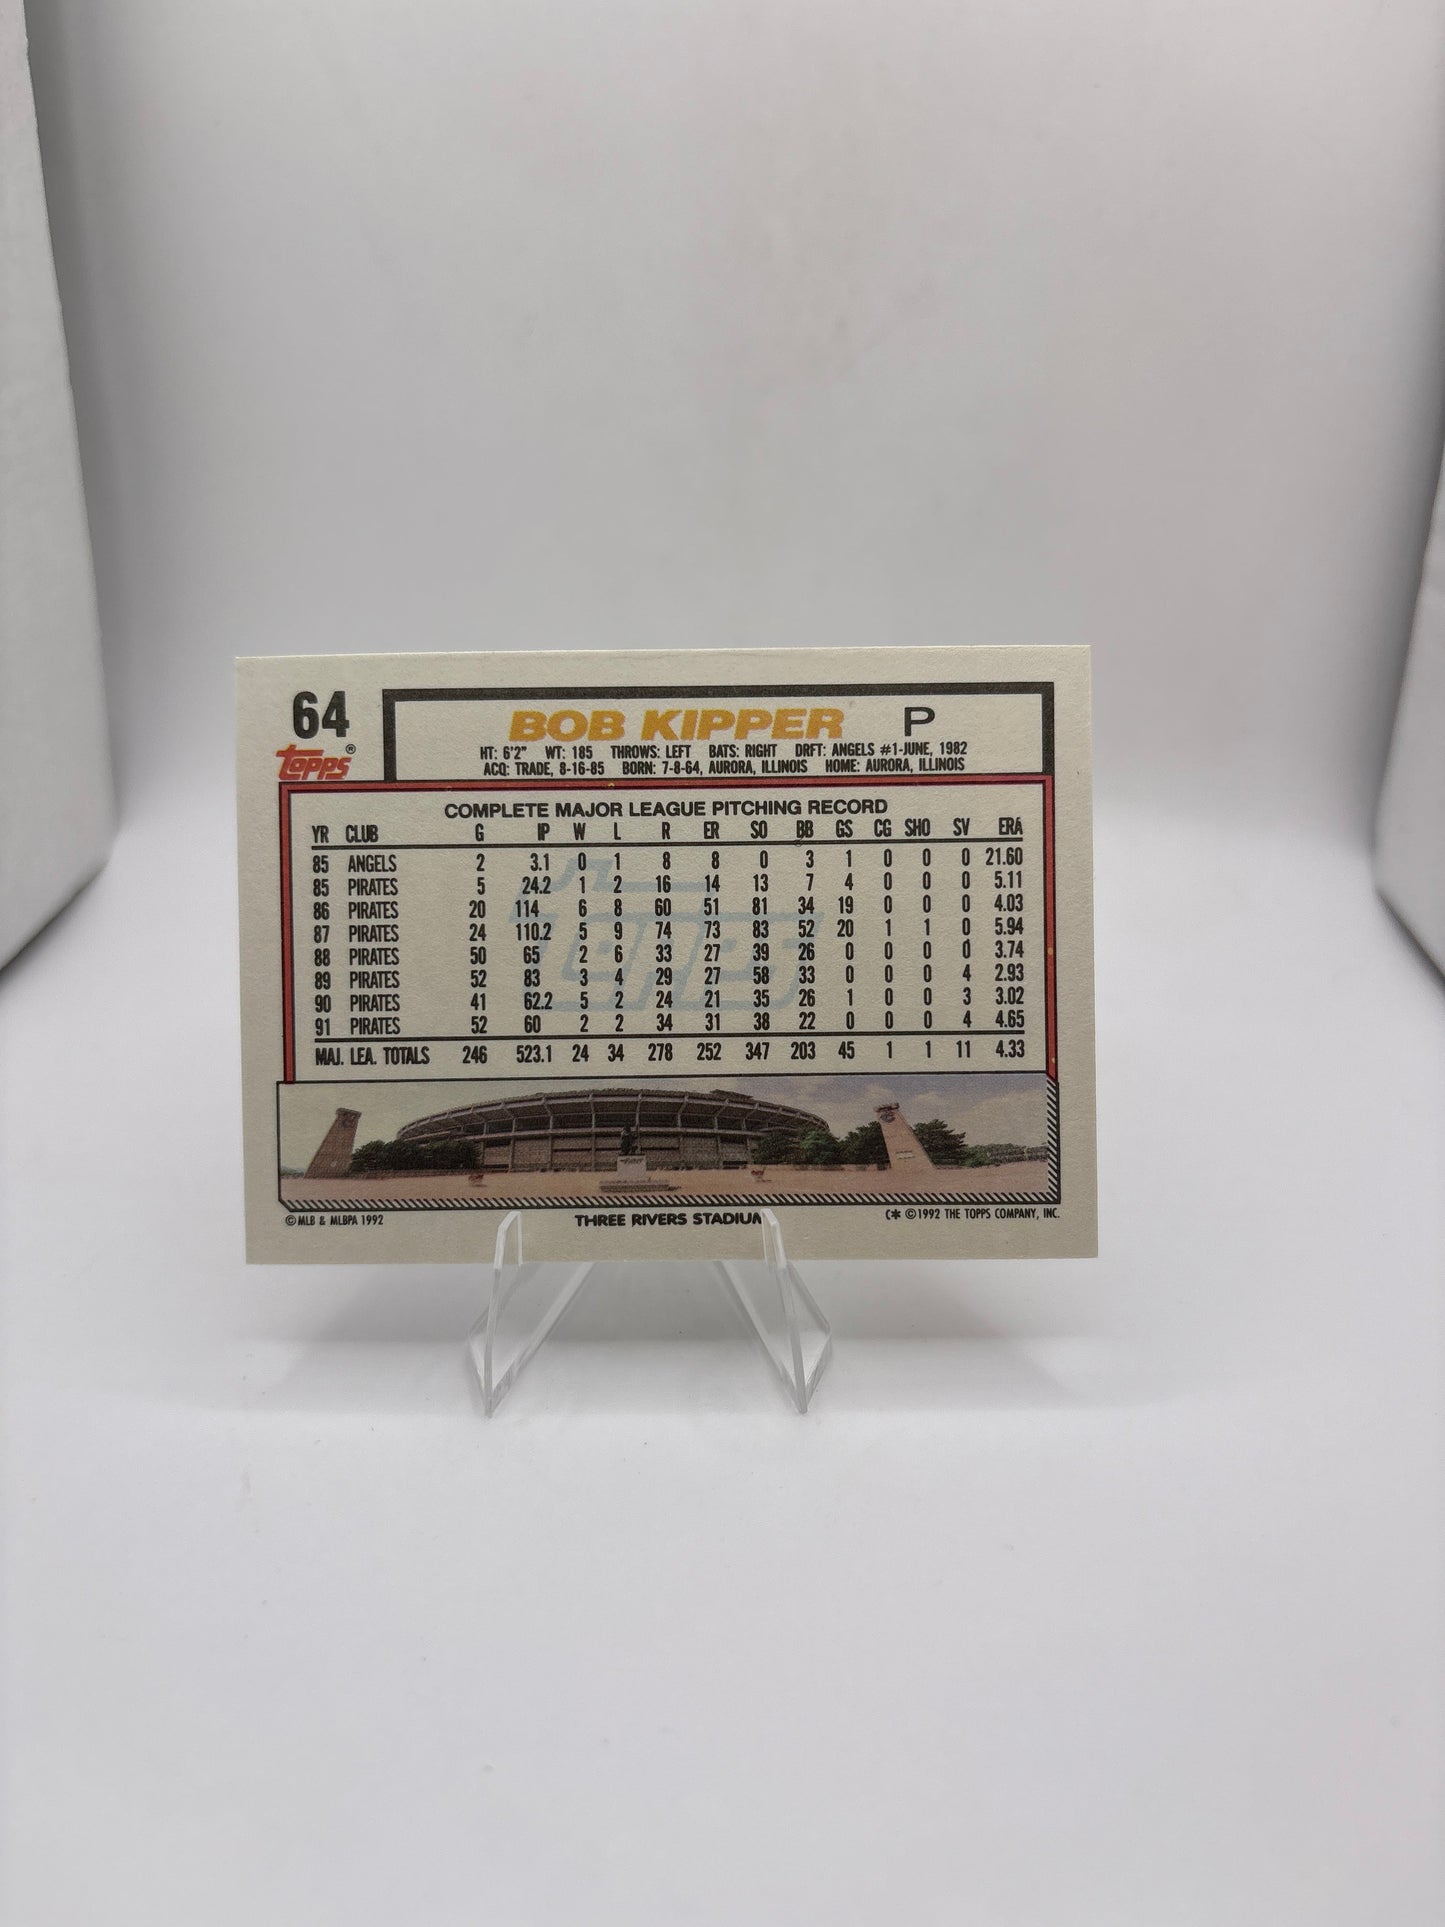 64
topps®
BOB KIPPER P
HT: 6'2" WT: 185 THROWS: LEFT BATS: RIGHT DRFT: ANGELS #1-JUNE, 1982
ACQ: TRADE, 8-16-85 BORN: 7-8-64, AURORA, ILLINOIS HOME: AURORA, ILLINOIS
COMPLETE MAJOR LEAGUE PITCHING RECORD
YR CLUB G IP W L R ER SO BB GS CG SHO SV ERA
85 ANGELS 2 3.1 0 1 8 8 0 3 1 0 0 0 21.60
85 PIRATES 5 24.2 1 2 16 14 13 7 4 0 0 0 5.11
86 PIRATES 20 114 6 8 60 51 81 34 19 0 0 0 4.03
87 PIRATES 24 110.2 5 9 74 73 83 52 20 1 1 0 5.94
88 PIRATES 50 65 2 6 33 27 39 26 0 0 0 0 3.74
89 PIRATES 52 83 3 4 29 27 58 33 0 0 0 4 2.93
90 PIRATES 41 62.2 5 2 24 21 35 26 1 0 0 3 3.02
91 PIRATES 52 60 2 2 34 31 38 22 0 0 0 4 4.65
MAJ. LEA. TOTALS 246 523.1 24 34 278 252 347 203 45 1 1 11 4.33
Topps
© MLB & MLBPA 1992 THREE RIVERS STADIUM C* ©1992 THE TOPPS COMPANY, INC.